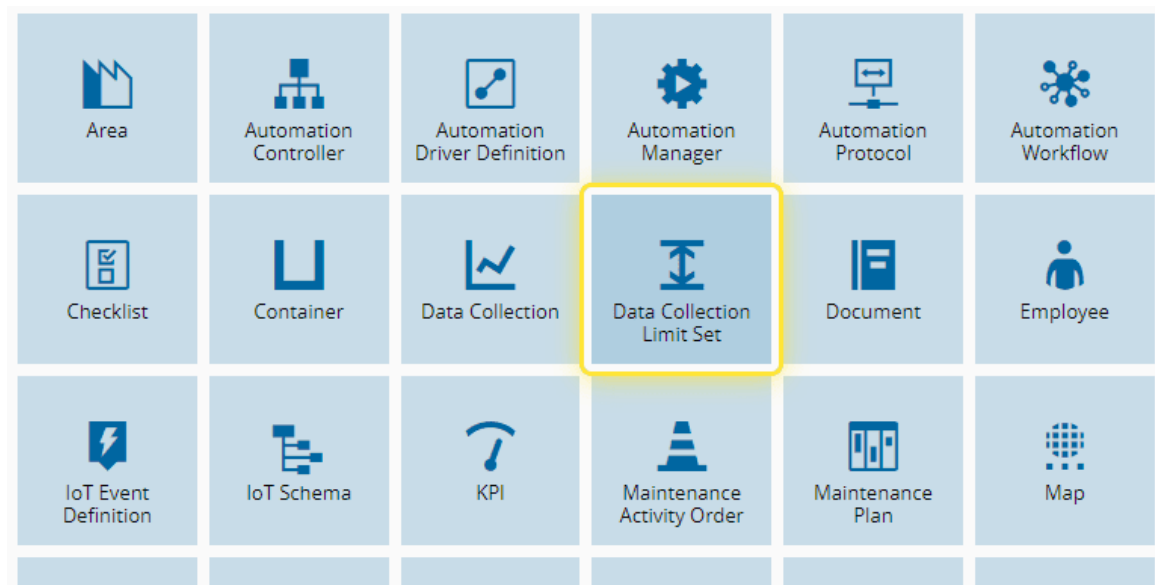 Area
Automation
Controller
Automation
Driver Definition
Automation
Manager
Automation
Protocol
Automation
Workflow
Checklist
Container
Data Collection
Data Collection
Limit Set
Document
Employee
IoT Event
Definition
IoT Schema
KPI
Maintenance
Activity Order
Maintenance
Plan
Map